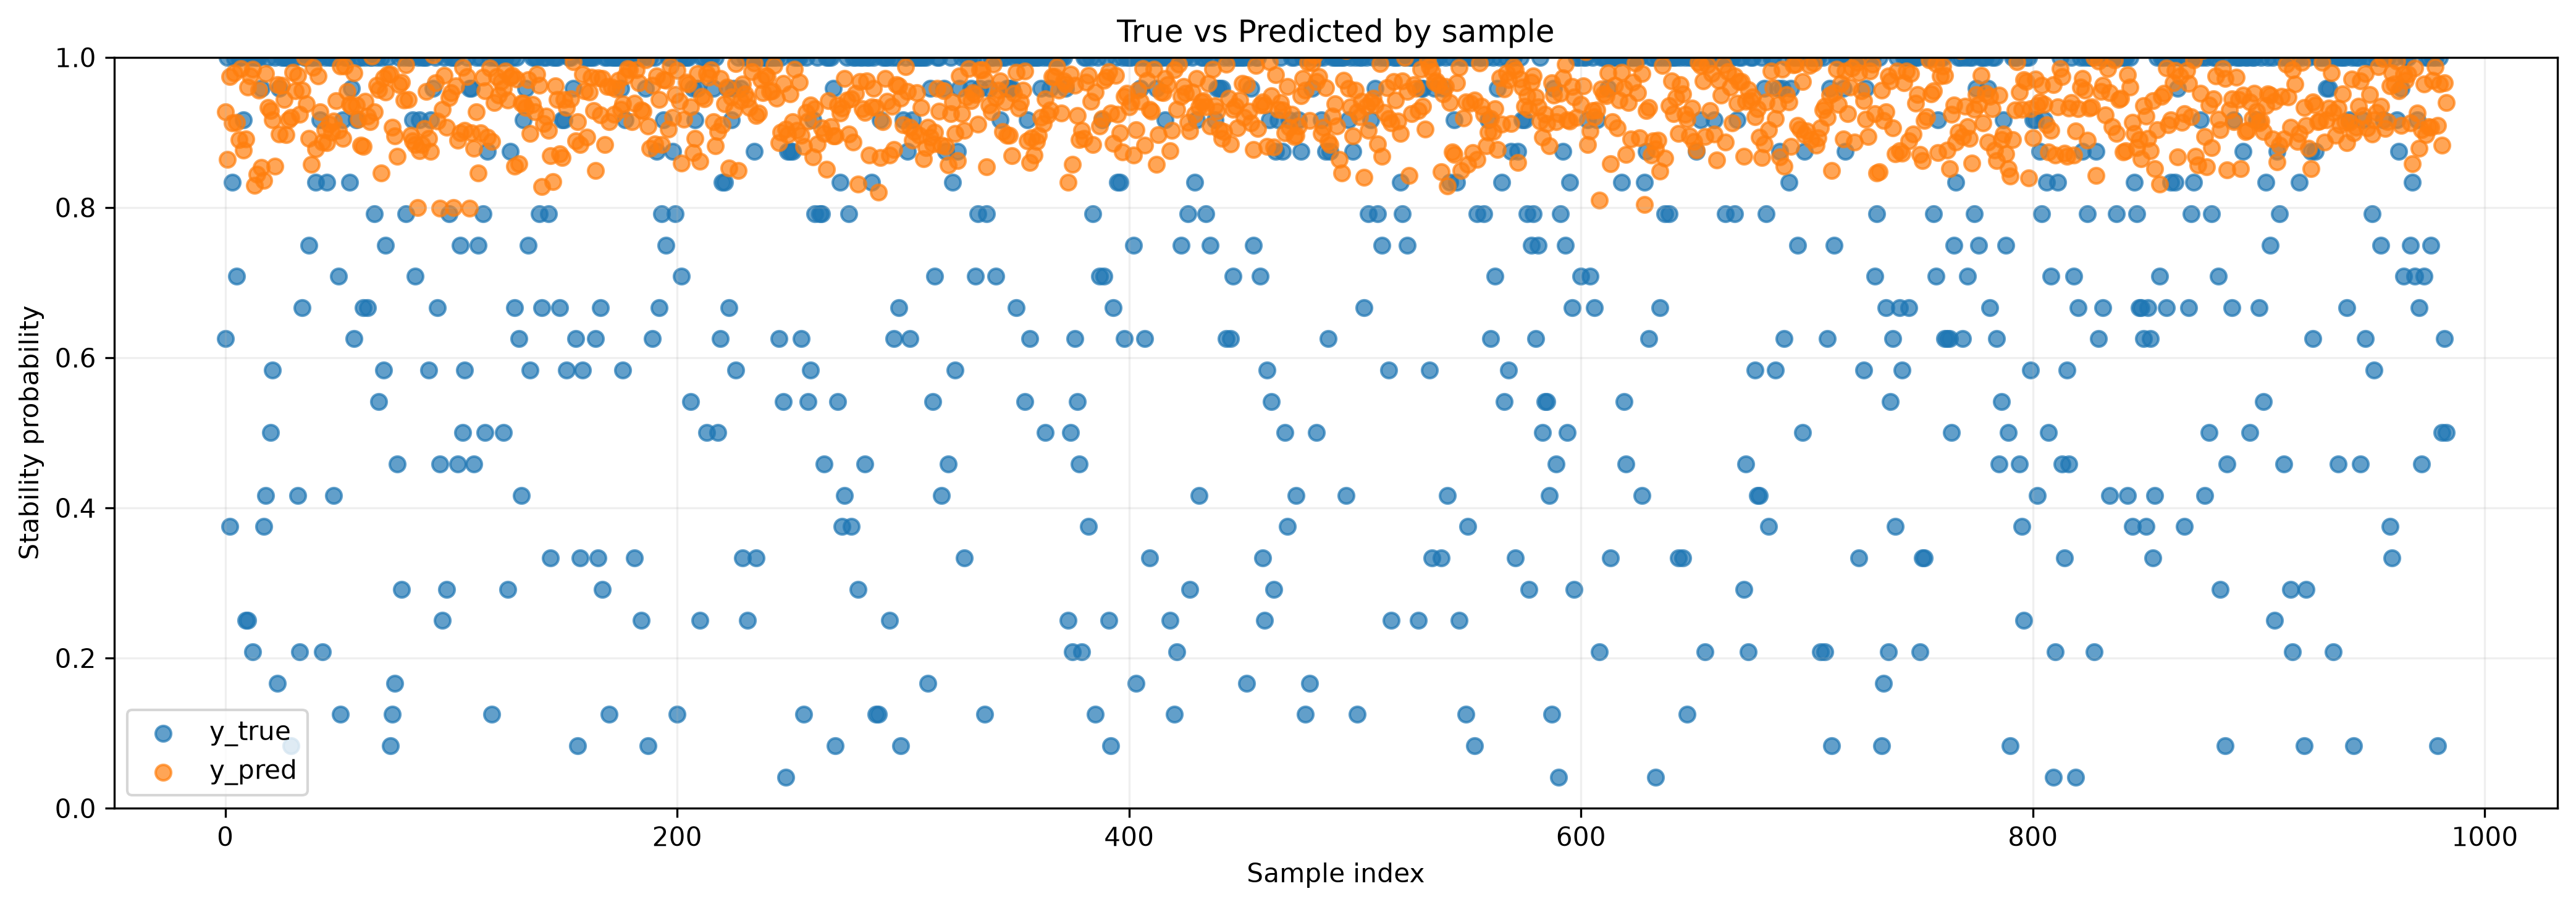 True vs Predicted by sample
Stability probability
1.0
0.8
0.6
0.4
0.2
0.0
y_true
y_pred
0 200 400 600 800 1000
Sample index